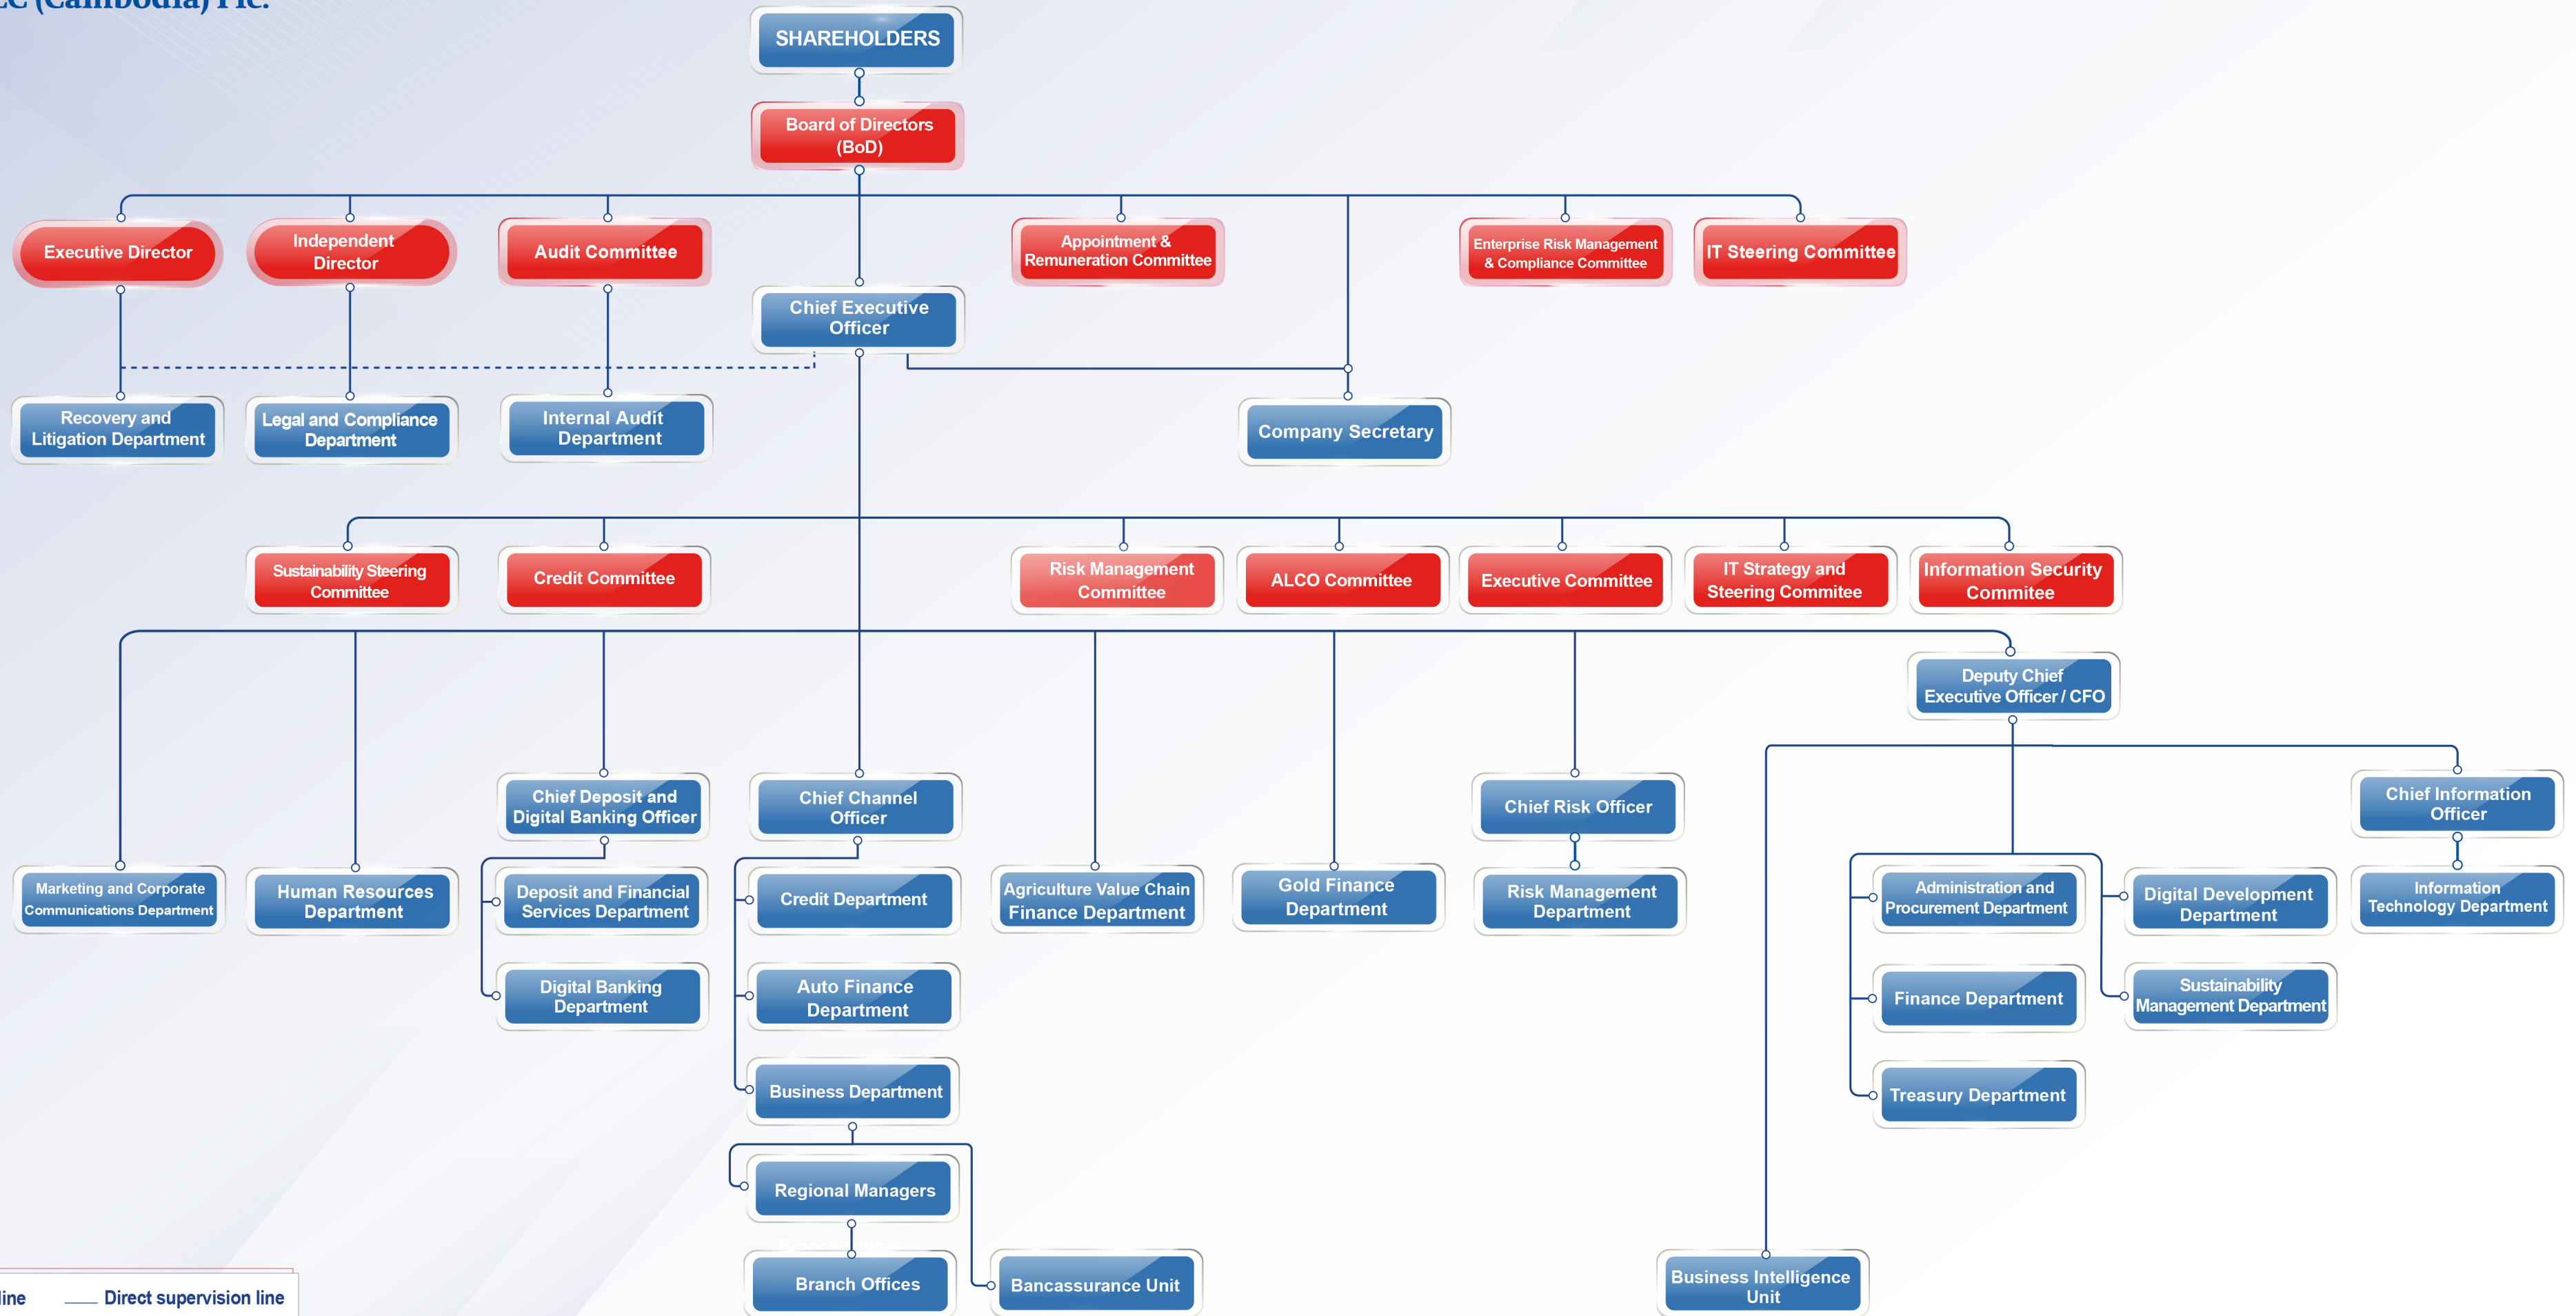 (Cambodia) Plc.
SHAREHOLDERS
Board of Directors
(BoD)
Executive Director
Independent
Director
Audit Committee
Chief Executive
Officer
Appointment &
Remuneration Committee
Enterprise Risk Management
& Compliance Committee
IT Steering Committee
Recovery and
Litigation Department
Legal and Compliance
Department
Internal Audit
Department
Company Secretary
Sustainability Steering
Committee
Credit Committee
Risk Management
Committee
ALCO Committee
Executive Committee
IT Strategy and
Steering Commitee
Information Security
Commitee
Deputy Chief
Executive Officer / CFO
Chief Deposit and
Digital Banking Officer
Chief Channel
Officer
Chief Risk Officer
Chief Information
Officer
Marketing and Corporate
Communications Department
Human Resources
Department
Deposit and Financial
Services Department
Credit Department
Agriculture Value Chain
Finance Department
Gold Finance
Department
Risk Management
Department
Administration and
Procurement Department
Digital Development
Department
Information
Technology Department
Digital Banking
Department
Auto Finance
Department
Finance Department
Sustainability
Management Department
Business Department
Treasury Department
Regional Managers
Branch Offices
Bancassurance Unit
Business Intelligence
Unit
line
Direct supervision line